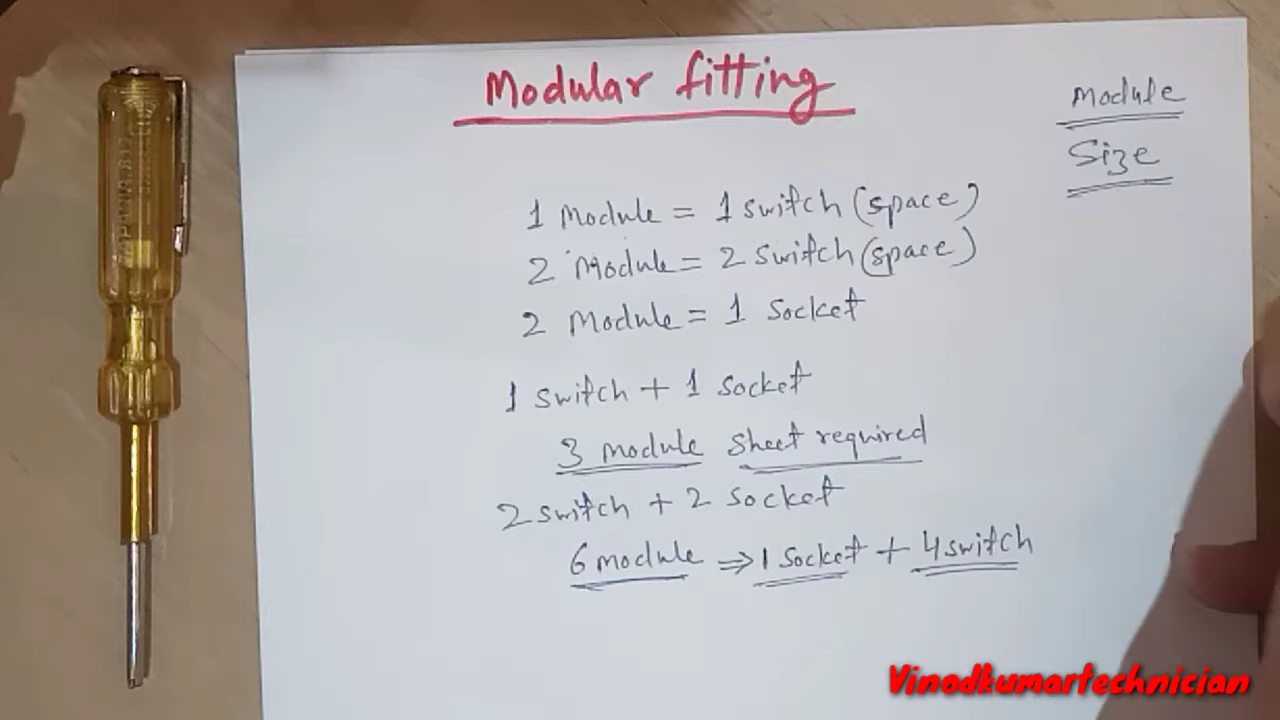 Modular fitting
Module
Size
1 Module = 1 switch (space)
2 Module = 2 switch (space)
2 Module = 1 Socket
1 switch + 1 socket
3 module sheet required
2 switch + 2 socket
6 module ⇒ 1 Socket + 4 switch
Vinodkumartechnician